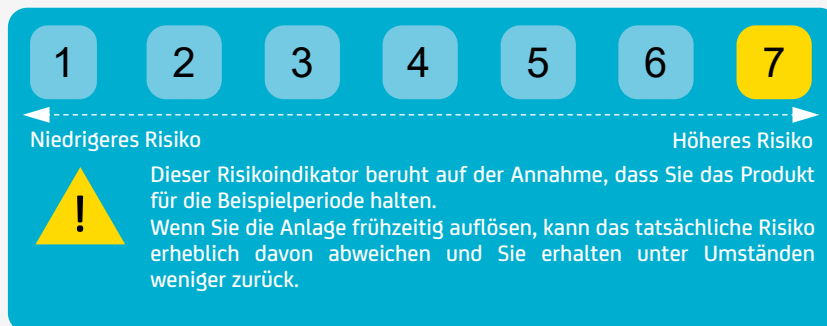 1 2 3 4 5 6 7
Niedrigeres Risiko Höheres Risiko
Dieser Risikoindikator beruht auf der Annahme, dass Sie das Produkt
für die Beispielperiode halten.
Wenn Sie die Anlage frühzeitig auflösen, kann das tatsächliche Risiko
erheblich davon abweichen und Sie erhalten unter Umständen
weniger zurück.
!